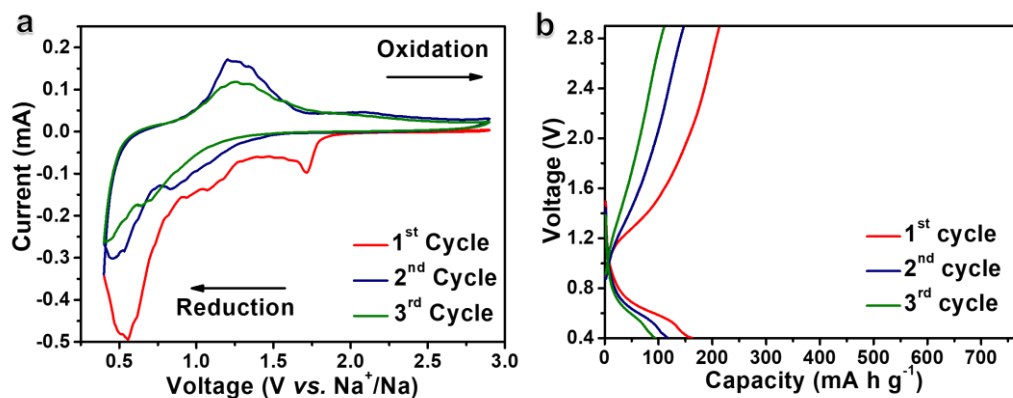 a
Oxidation
Reduction
1st Cycle
2nd Cycle
3rd Cycle
Current (mA)
0.2
0.1
0.0
-0.1
-0.2
-0.3
-0.4
-0.5
0.5 1.0 1.5 2.0 2.5 3.0
Voltage (V vs. Na+/Na)
b
1st cycle
2nd cycle
3rd cycle
Voltage (V)
2.8
2.4
2.0
1.6
1.2
0.8
0.4
0 100 200 300 400 500 600 700
Capacity (mA h g-1)